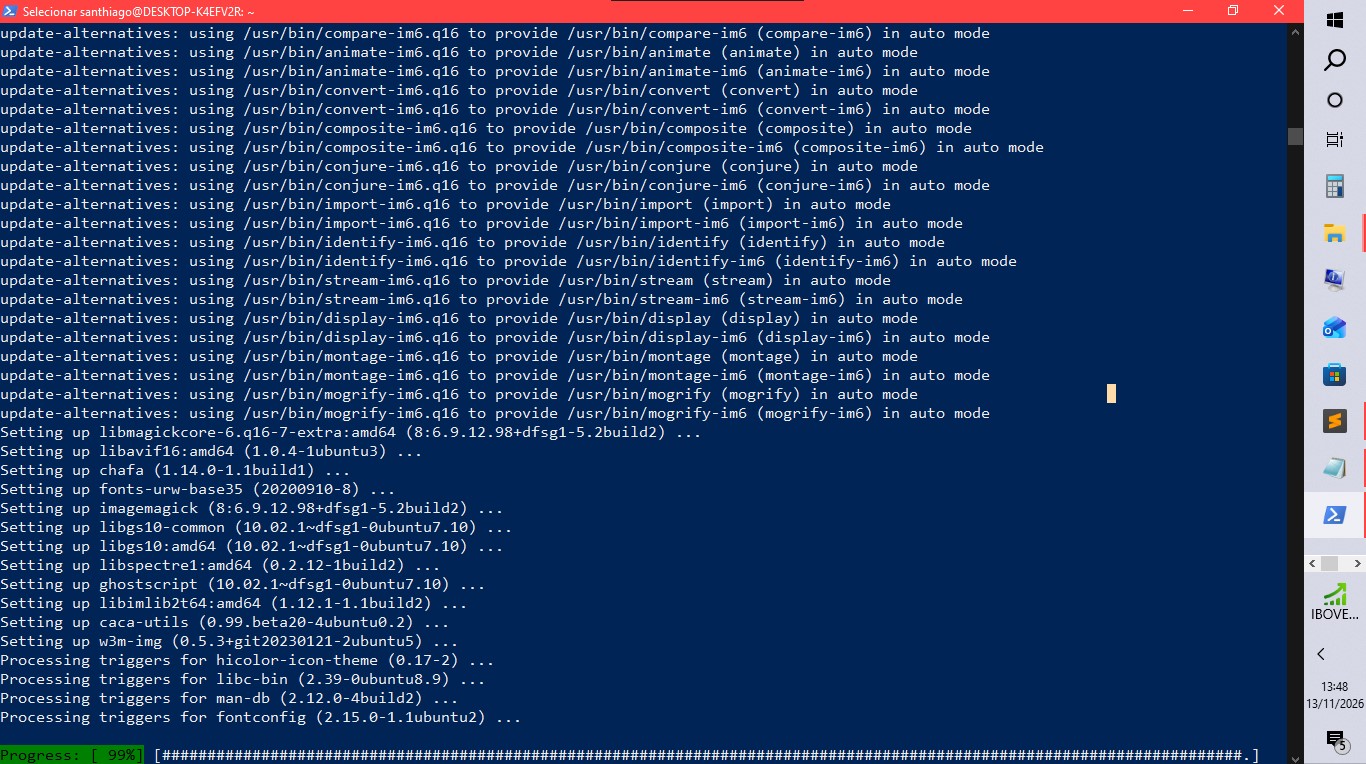 Selecionar santhiago@DESKTOP-K4EFV2R: ~
update-alternatives: using /usr/bin/compare-im6.q16 to provide /usr/bin/compare-im6 (compare-im6) in auto mode
update-alternatives: using /usr/bin/animate-im6.q16 to provide /usr/bin/animate (animate) in auto mode
update-alternatives: using /usr/bin/animate-im6.q16 to provide /usr/bin/animate-im6 (animate-im6) in auto mode
update-alternatives: using /usr/bin/convert-im6.q16 to provide /usr/bin/convert (convert) in auto mode
update-alternatives: using /usr/bin/convert-im6.q16 to provide /usr/bin/convert-im6 (convert-im6) in auto mode
update-alternatives: using /usr/bin/composite-im6.q16 to provide /usr/bin/composite (composite) in auto mode
update-alternatives: using /usr/bin/composite-im6.q16 to provide /usr/bin/composite-im6 (composite-im6) in auto mode
update-alternatives: using /usr/bin/conjure-im6.q16 to provide /usr/bin/conjure (conjure) in auto mode
update-alternatives: using /usr/bin/conjure-im6.q16 to provide /usr/bin/conjure-im6 (conjure-im6) in auto mode
update-alternatives: using /usr/bin/import-im6.q16 to provide /usr/bin/import (import) in auto mode
update-alternatives: using /usr/bin/import-im6.q16 to provide /usr/bin/import-im6 (import-im6) in auto mode
update-alternatives: using /usr/bin/identify-im6.q16 to provide /usr/bin/identify (identify) in auto mode
update-alternatives: using /usr/bin/identify-im6.q16 to provide /usr/bin/identify-im6 (identify-im6) in auto mode
update-alternatives: using /usr/bin/stream-im6.q16 to provide /usr/bin/stream (stream) in auto mode
update-alternatives: using /usr/bin/stream-im6.q16 to provide /usr/bin/stream-im6 (stream-im6) in auto mode
update-alternatives: using /usr/bin/display-im6.q16 to provide /usr/bin/display (display) in auto mode
update-alternatives: using /usr/bin/display-im6.q16 to provide /usr/bin/display-im6 (display-im6) in auto mode
update-alternatives: using /usr/bin/montage-im6.q16 to provide /usr/bin/montage (montage) in auto mode
update-alternatives: using /usr/bin/montage-im6.q16 to provide /usr/bin/montage-im6 (montage-im6) in auto mode
update-alternatives: using /usr/bin/mogrify-im6.q16 to provide /usr/bin/mogrify (mogrify) in auto mode
update-alternatives: using /usr/bin/mogrify-im6.q16 to provide /usr/bin/mogrify-im6 (mogrify-im6) in auto mode
Setting up libmagickcore-6.q16-7-extra:amd64 (8:6.9.12.98+dfsg1-5.2build2) ...
Setting up libavif16:amd64 (1.0.4-1ubuntu3) ...
Setting up chafa (1.14.0-1.1build1) ...
Setting up fonts-urw-base35 (20200910-8) ...
Setting up imagemagick (8:6.9.12.98+dfsg1-5.2build2) ...
Setting up libgs10-common (10.02.1~dfsg1-0ubuntu7.10) ...
Setting up libgs10:amd64 (10.02.1~dfsg1-0ubuntu7.10) ...
Setting up libspectre1:amd64 (0.2.12-1build2) ...
Setting up ghostscript (10.02.1~dfsg1-0ubuntu7.10) ...
Setting up libimlib2t64:amd64 (1.12.1-1.1build2) ...
Setting up caca-utils (0.99.beta20-4ubuntu0.2) ...
Setting up w3m-img (0.5.3+git20230121-2ubuntu5) ...
Processing triggers for hicolor-icon-theme (0.17-2) ...
Processing triggers for libc-bin (2.39-0ubuntu8.9) ...
Processing triggers for man-db (2.12.0-4build2) ...
Processing triggers for fontconfig (2.15.0-1.1ubuntu2) ...
Progress: [ 99%] [########################################################################################################################.]
IBOVE...
13:48
13/11/2026
5